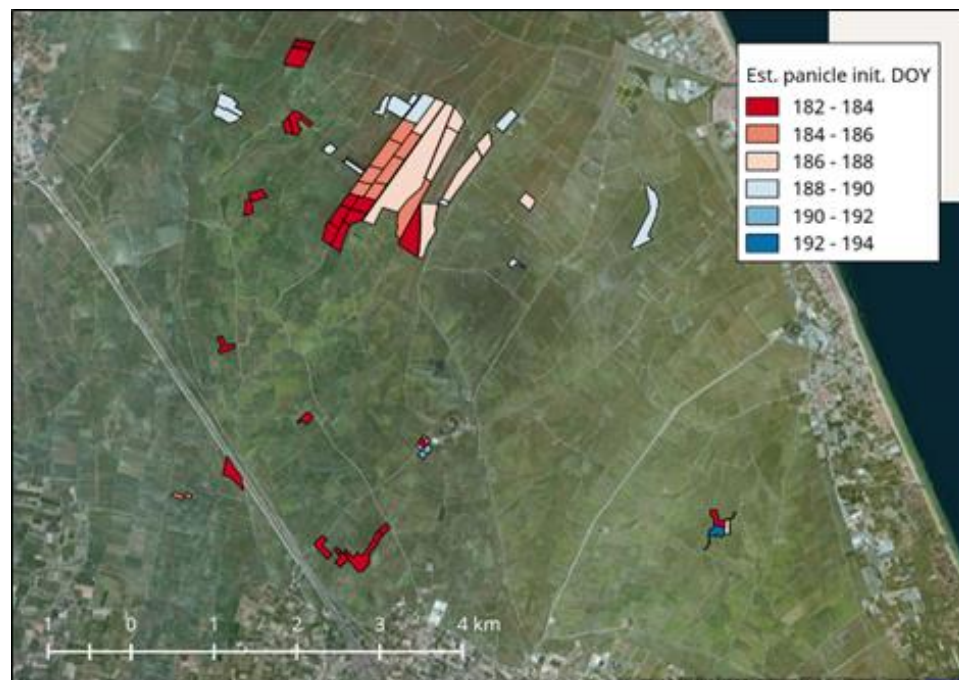 Est. panicle init. DOY
182 - 184
184 - 186
186 - 188
188 - 190
190 - 192
192 - 194
1 0 1 2 3 4 km